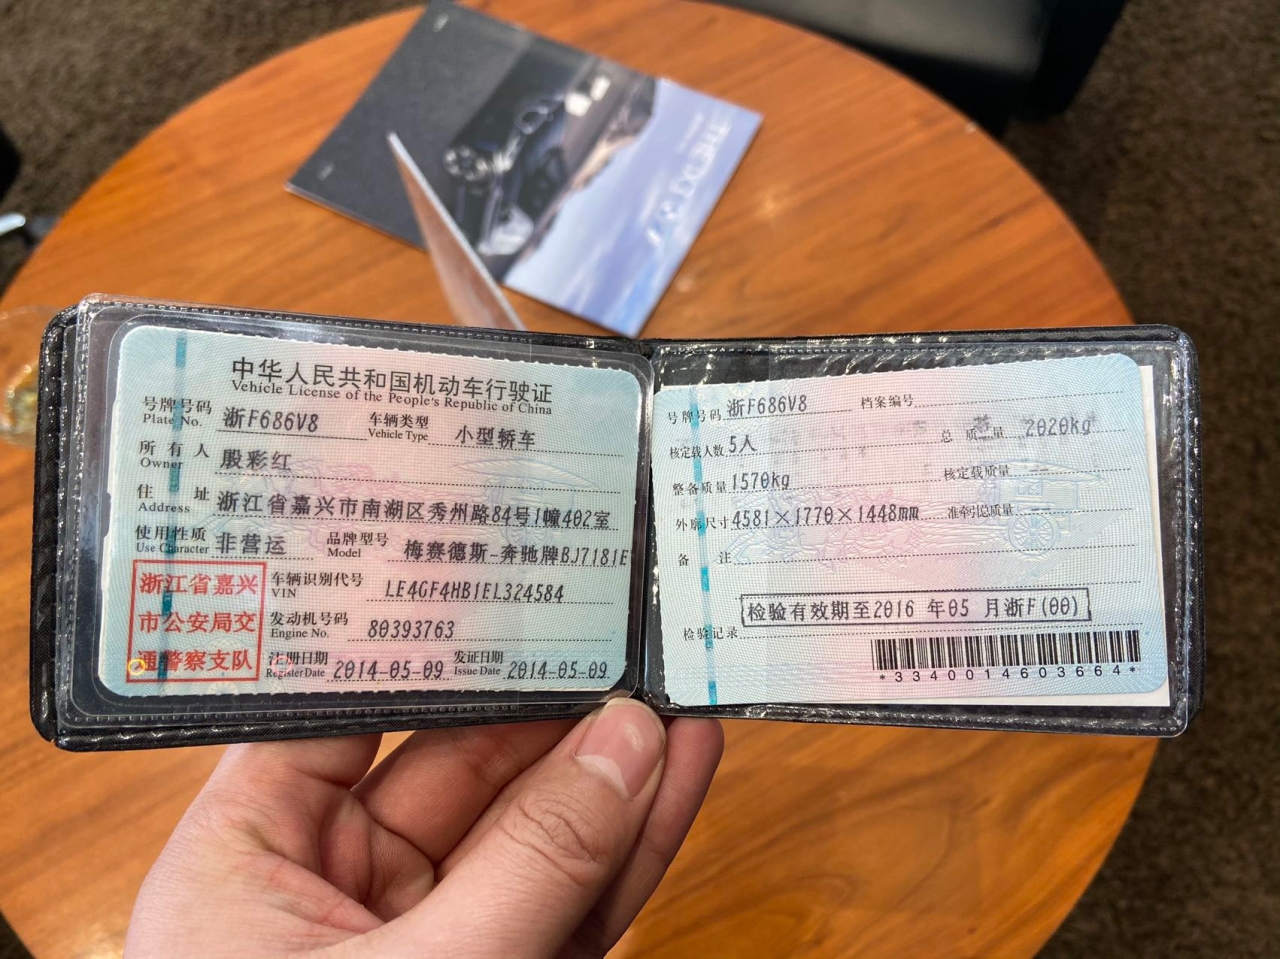 中华人民共和国机动车行驶证
Vehicle License of the People's Republic of China
号牌号码 浙F686V8 车辆类型 小型轿车
Plate No. Vehicle Type
所有人 殷彩红
Owner
住址 浙江省嘉兴市南湖区秀州路84号1幢402室
Address
使用性质 非营运 品牌型号 梅赛德斯-奔驰牌BJ7181E
Use Character Model
浙江省嘉兴
市公安局交
通警察支队
车辆识别代号 LE4GF4HB1EL324584
VIN
发动机号码 80393763
Engine No.
注册日期 2014-05-09 发证日期 2014-05-09
Register Date Issue Date
号牌号码 浙F686V8 档案编号
核定载人数 5人 总质量 2020kg
整备质量 1570kg 核定载质量 --
外廓尺寸 4581×1770×1448mm 准牵引总质量 --
备注
检验有效期至2016 年05 月浙F(00)
检验记录
*3340014603664*